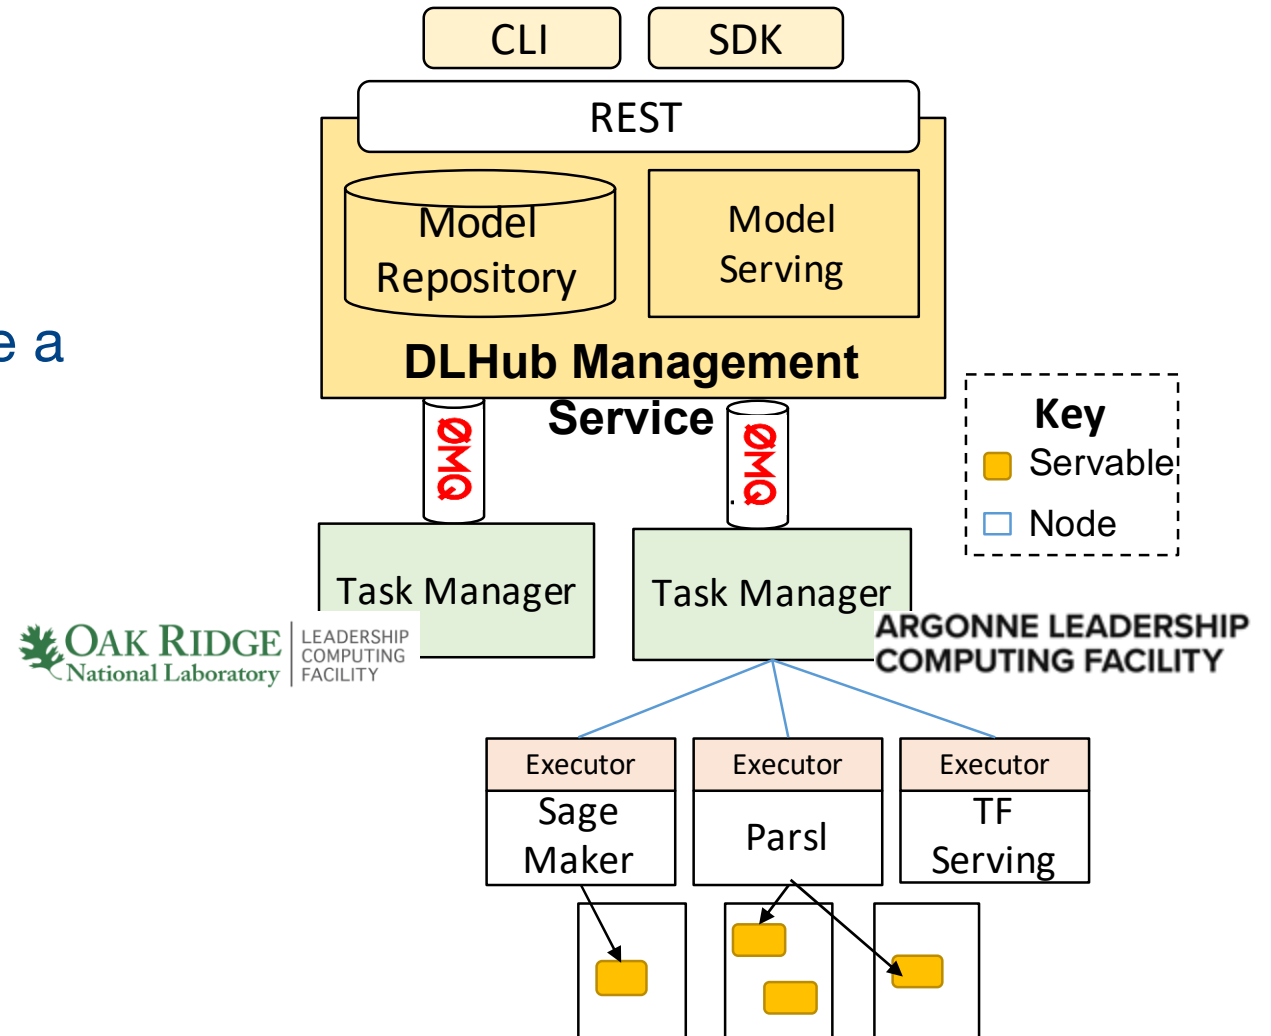 CLI
SDK
REST
Model
Repository
Model
Serving
e a
DLHub Management
Service
ØMQ
ØMQ
Key
Servable
Node
Task Manager
Task Manager
OAK RIDGE
National Laboratory
LEADERSHIP
COMPUTING
FACILITY
ARGONNE LEADERSHIP
COMPUTING FACILITY
Executor
Executor
Executor
Sage
Maker
Parsl
TF
Serving